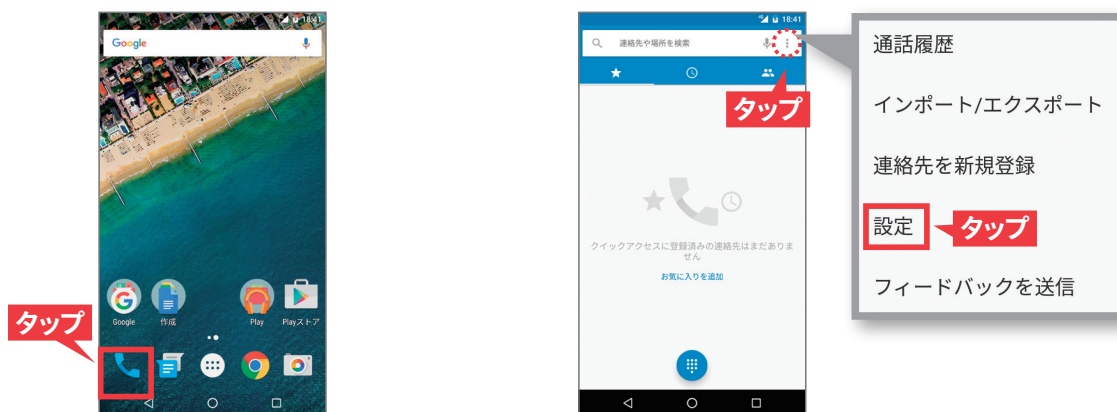 18:41
Google
タップ
Google
作成
Play
Playストア
18:41
連絡先や場所を検索
タップ
クイックアクセスに登録済みの連絡先はまだありま
せん
お気に入りを追加
通話履歴
インポート/エクスポート
連絡先を新規登録
設定
タップ
フィードバックを送信